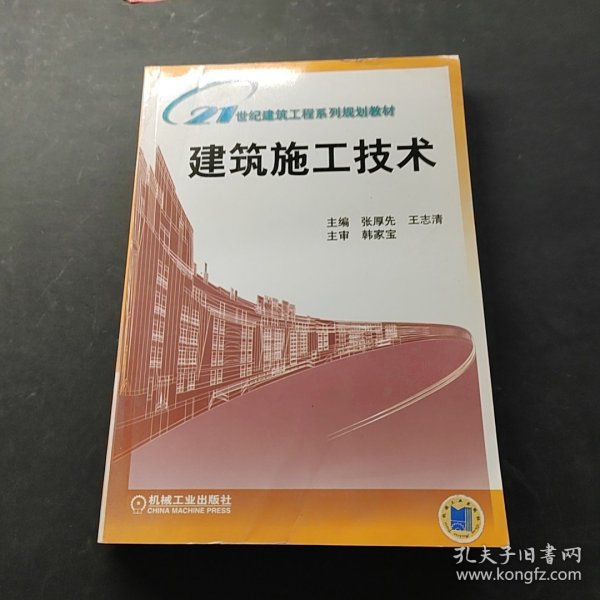 21世纪建筑工程系列规划教材
建筑施工技术
主编 张厚先 王志清
主审 韩家宝
机械工业出版社
CHINA MACHINE PRESS
孔夫子旧书网
www.kongfz.com